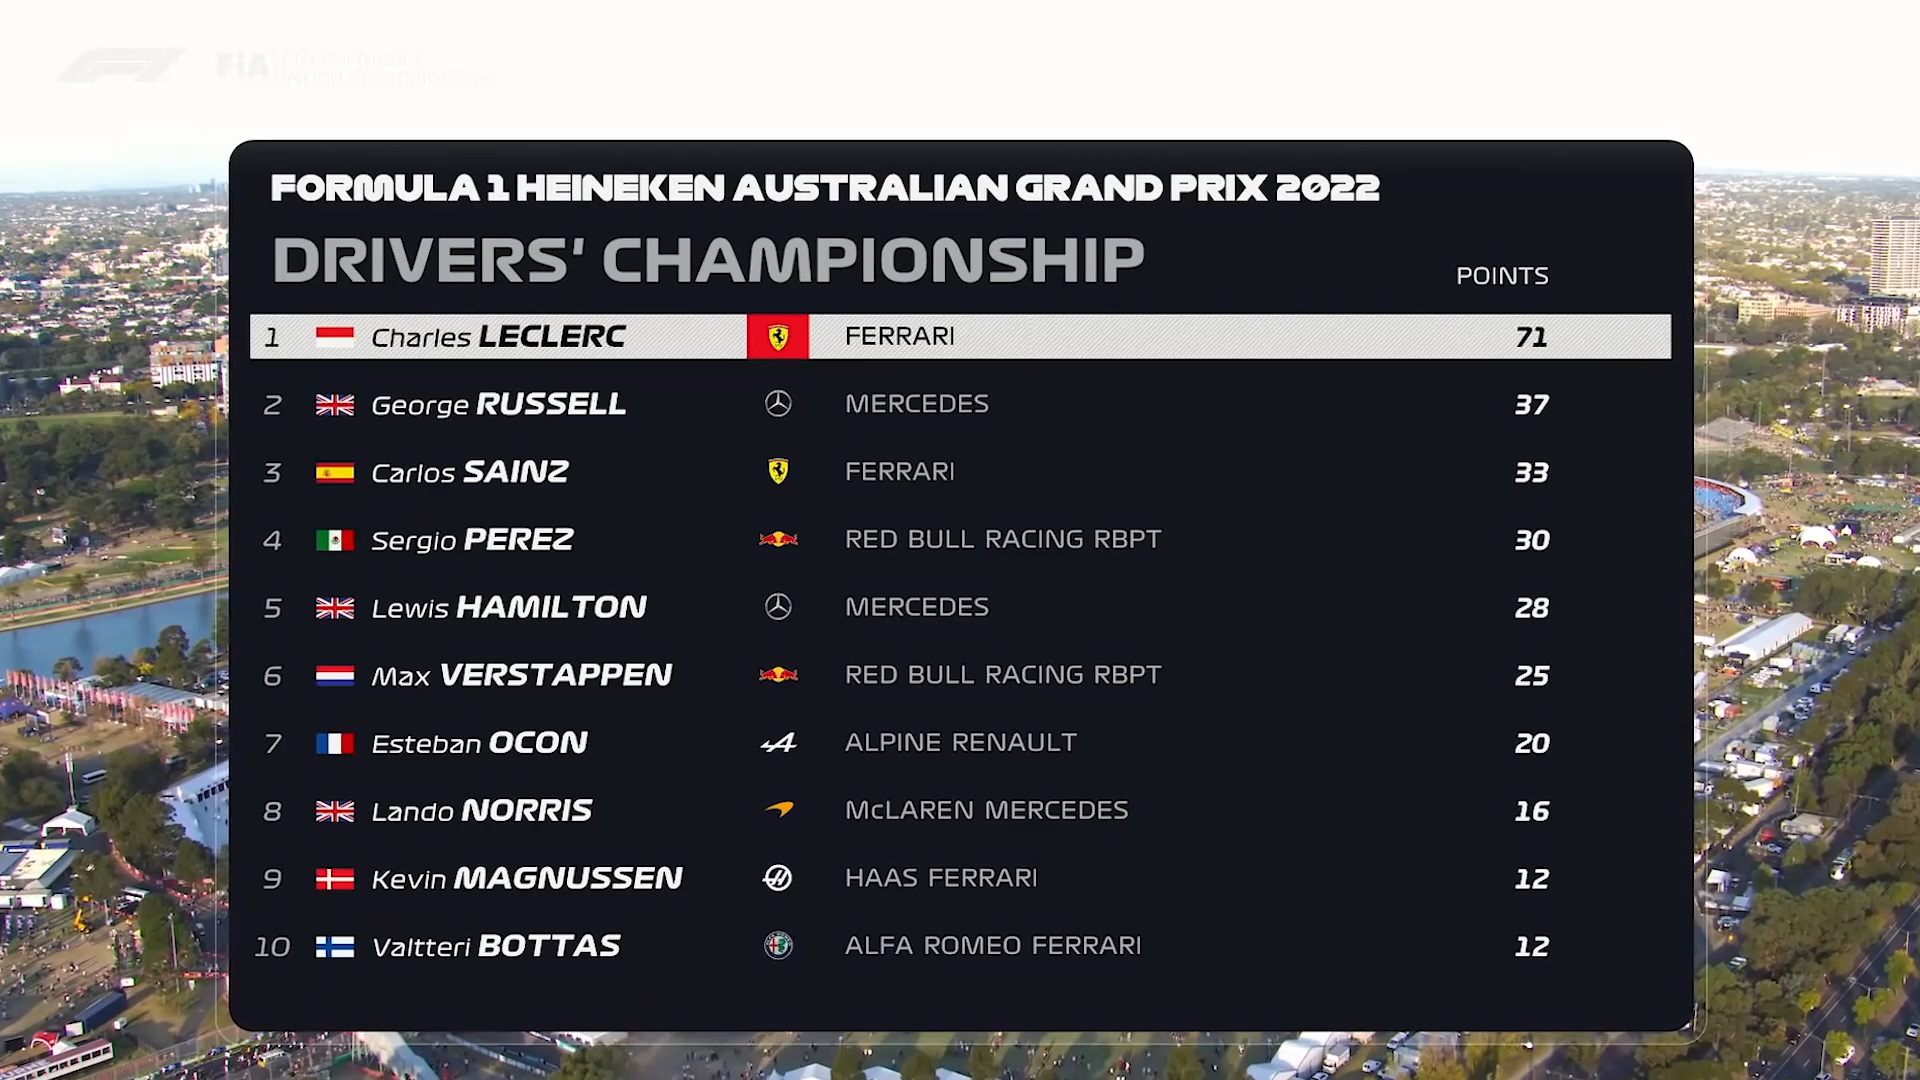 FIA
FORMULA 1 HEINEKEN AUSTRALIAN GRAND PRIX 2022
DRIVERS' CHAMPIONSHIP
POINTS
1 Charles LECLERC FERRARI 71
2 George RUSSELL MERCEDES 37
3 Carlos SAINZ FERRARI 33
4 Sergio PEREZ RED BULL RACING RBPT 30
5 Lewis HAMILTON MERCEDES 28
6 Max VERSTAPPEN RED BULL RACING RBPT 25
7 Esteban OCON ALPINE RENAULT 20
8 Lando NORRIS McLAREN MERCEDES 16
9 Kevin MAGNUSSEN HAAS FERRARI 12
10 Valtteri BOTTAS ALFA ROMEO FERRARI 12